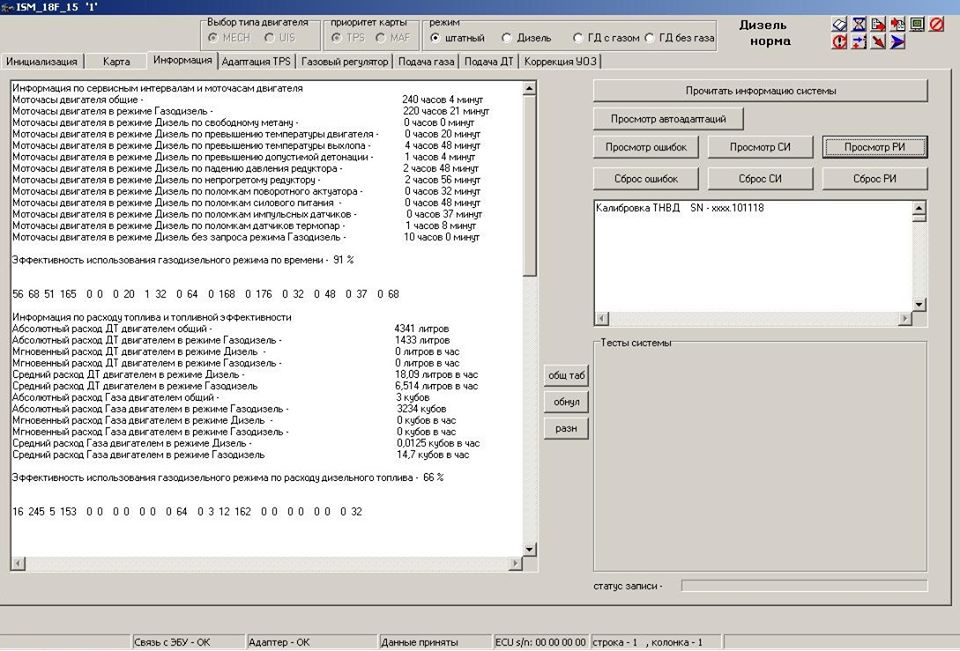 ISM_18F_15 '1'
Выбор типа двигателя
MECH UIS
приоритет карты
TPS MAF
режим
штатный Дизель ГД с газом ГД без газа
Дизель
норма
Инициализация Карта Информация Адаптация TPS Газовый регулятор Подача газа Подача ДТ Коррекция УОЗ
Информация по сервисным интервалам и моточасам двигателя
Моточасы двигателя общие - 240 часов 4 минут
Моточасы двигателя в режиме Газодизель - 220 часов 21 минут
Моточасы двигателя в режиме Дизель по свободному метану - 0 часов 0 минут
Моточасы двигателя в режиме Дизель по превышению температуры двигателя - 0 часов 20 минут
Моточасы двигателя в режиме Дизель по превышению температуры выхлопа - 4 часов 48 минут
Моточасы двигателя в режиме Дизель по превышению допустимой детонации - 1 часов 4 минут
Моточасы двигателя в режиме Дизель по падению давления редуктора - 2 часов 48 минут
Моточасы двигателя в режиме Дизель по непрогретому редуктору - 2 часов 56 минут
Моточасы двигателя в режиме Дизель по поломкам поворотного актуатора - 0 часов 32 минут
Моточасы двигателя в режиме Дизель по поломкам силового питания - 0 часов 48 минут
Моточасы двигателя в режиме Дизель по поломкам импульсных датчиков - 0 часов 37 минут
Моточасы двигателя в режиме Дизель по поломкам датчиков термопар - 1 часов 8 минут
Моточасы двигателя в режиме Дизель без запроса режима Газодизель - 10 часов 0 минут
Эффективность использования газодизельного режима по времени - 91 %
56 68 51 165 0 0 0 20 1 32 0 64 0 168 0 176 0 32 0 48 0 37 0 68
Информация по расходу топлива и топливной эффективности
Абсолютный расход ДТ двигателем общий - 4341 литров
Абсолютный расход ДТ двигателем в режиме Газодизель - 1433 литров
Мгновенный расход ДТ двигателем в режиме Дизель - 0 литров в час
Мгновенный расход ДТ двигателем в режиме Газодизель - 0 литров в час
Средний расход ДТ двигателем в режиме Дизель - 18,09 литров в час
Средний расход ДТ двигателем в режиме Газодизель 6,514 литров в час
Абсолютный расход Газа двигателем общий - 3 кубов
Абсолютный расход Газа двигателем в режиме Газодизель - 3234 кубов
Мгновенный расход Газа двигателем в режиме Дизель - 0 кубов в час
Мгновенный расход Газа двигателем в режиме Газодизель - 0 кубов в час
Средний расход Газа двигателем в режиме Дизель - 0,0125 кубов в час
Средний расход Газа двигателем в режиме Газодизель 14,7 кубов в час
Эффективность использования газодизельного режима по расходу дизельного топлива - 66 %
16 245 5 153 0 0 0 0 0 0 0 64 0 3 12 162 0 0 0 0 0 0 0 32
общ таб
обнул
разн
Прочитать информацию системы
Просмотр автоадаптаций
Просмотр ошибок Просмотр СИ Просмотр РИ
Сброс ошибок Сброс СИ Сброс РИ
Калибровка ТНВД SN - xxxx.101118
Тесты системы
статус записи -
Связь с ЭБУ - ОК Адаптер - ОК Данные приняты ECU s/n: 00 00 00 00 строка - 1 , колонка - 1